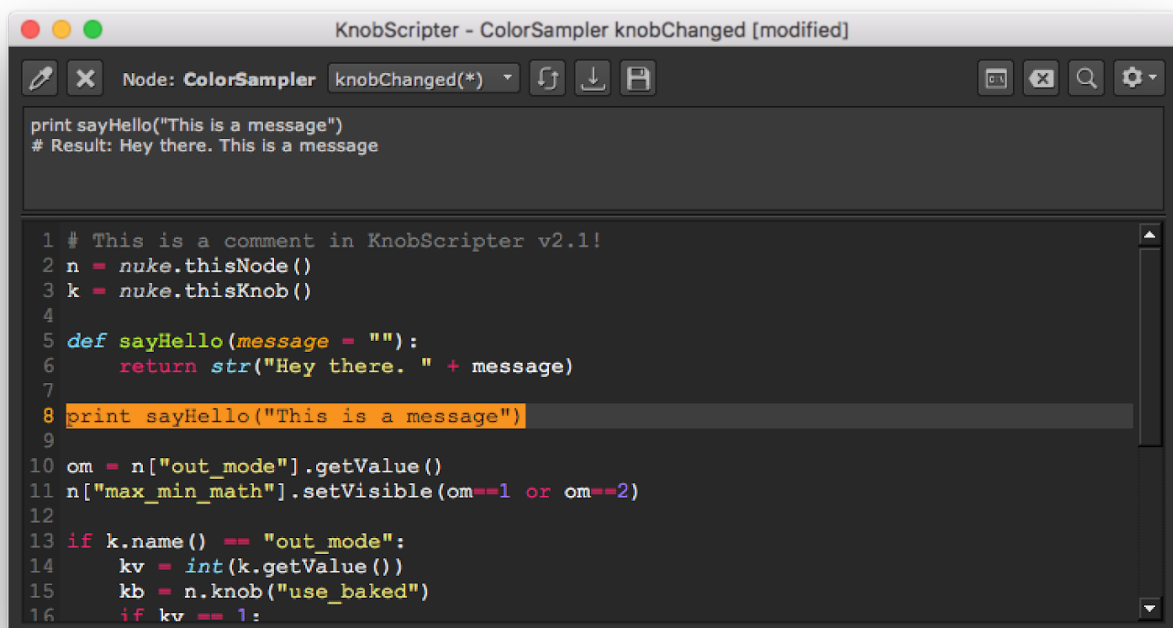 KnobScripter - ColorSampler knobChanged [modified]
Node: ColorSampler knobChanged(*)
print sayHello("This is a message")
# Result: Hey there. This is a message
1 # This is a comment in KnobScripter v2.1!
2 n = nuke.thisNode()
3 k = nuke.thisKnob()
4
5 def sayHello(message = ""):
6 return str("Hey there. " + message)
7
8 print sayHello("This is a message")
9
10 om = n["out_mode"].getValue()
11 n["max_min_math"].setVisible(om==1 or om==2)
12
13 if k.name() == "out_mode":
14 kv = int(k.getValue())
15 kb = n.knob("use_baked")
16 if kv == 1: